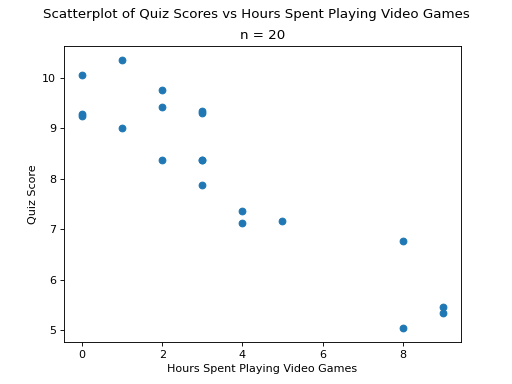 Scatterplot of Quiz Scores vs Hours Spent Playing Video Games
n = 20
10
9
8
7
6
5
Quiz Score
0 2 4 6 8
Hours Spent Playing Video Games